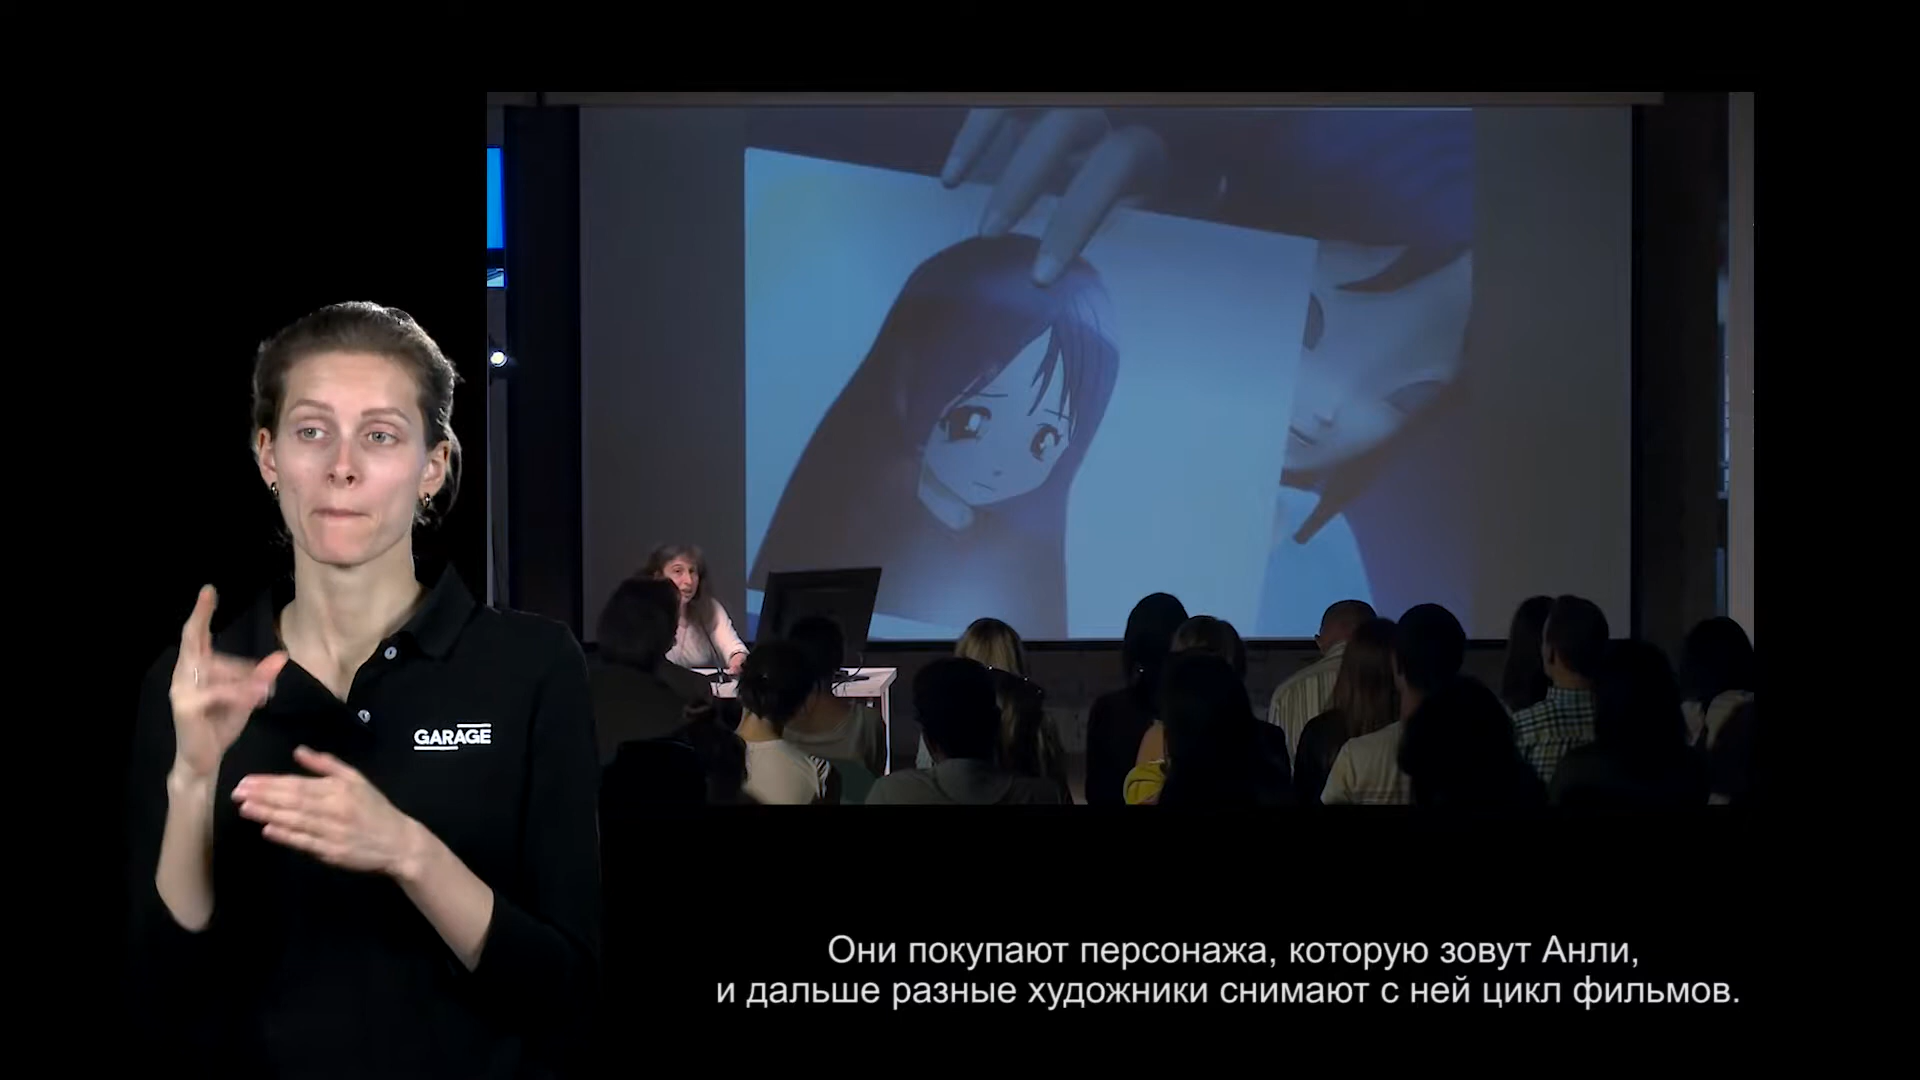 GARAGE
Они покупают персонажа, которую зовут Анли,
и дальше разные художники снимают с ней цикл фильмов.